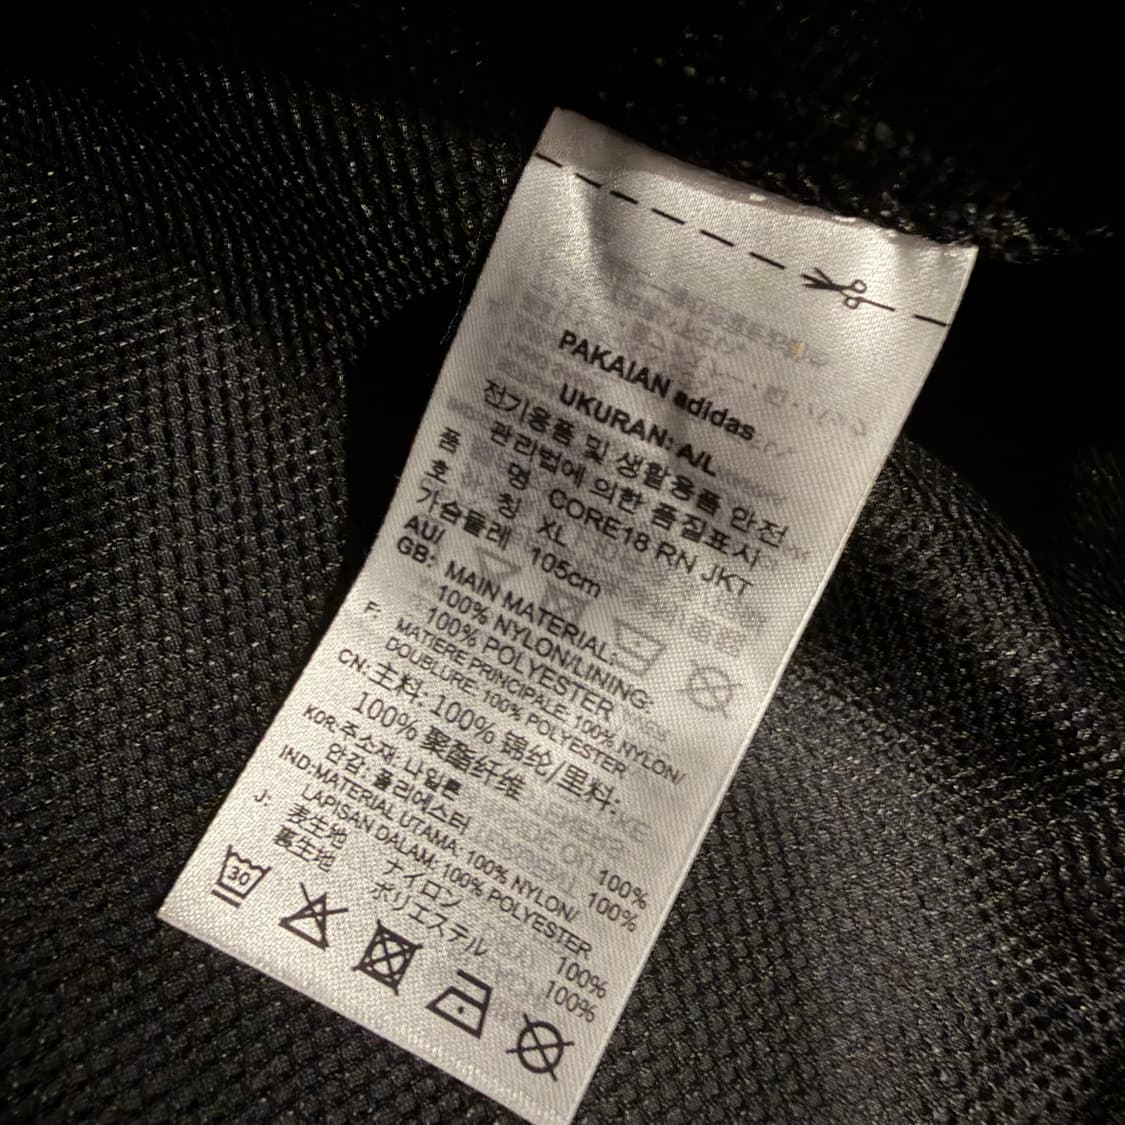 PAKAIAN adidas
UKURAN: A/L
전기용품 및 생활용품 안전
관리법에 의한 품질표시
품 명 CORE18 RN JKT
호 칭 XL
가슴둘레 105cm
AU/
GB: MAIN MATERIAL:
100% NYLON/LINING:
100% POLYESTER
F: MATIERE PRINCIPALE: 100% NYLON/
DOUBLURE: 100% POLYESTER
CN: 主料: 100% 锦纶/里料:
100% 聚酯纤维
KOR: 주소재: 나일론 100%
안감: 폴리에스터 100%
IND: MATERIAL UTAMA: 100% NYLON/
LAPISAN DALAM: 100% POLYESTER
J: 表生地 ナイロン 100%
裏生地 ポリエステル 100%
30